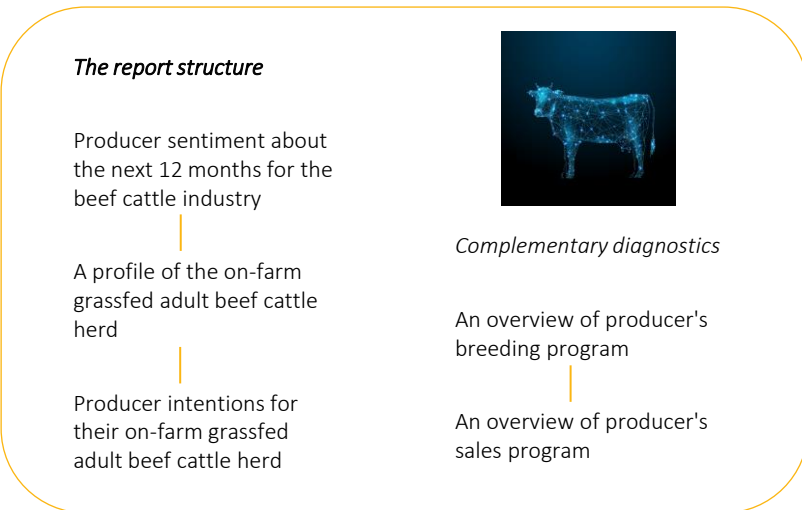 The report structure
Producer sentiment about
the next 12 months for the
beef cattle industry
A profile of the on-farm
grassfed adult beef cattle
herd
Producer intentions for
their on-farm grassfed
adult beef cattle herd
Complementary diagnostics
An overview of producer's
breeding program
An overview of producer's
sales program